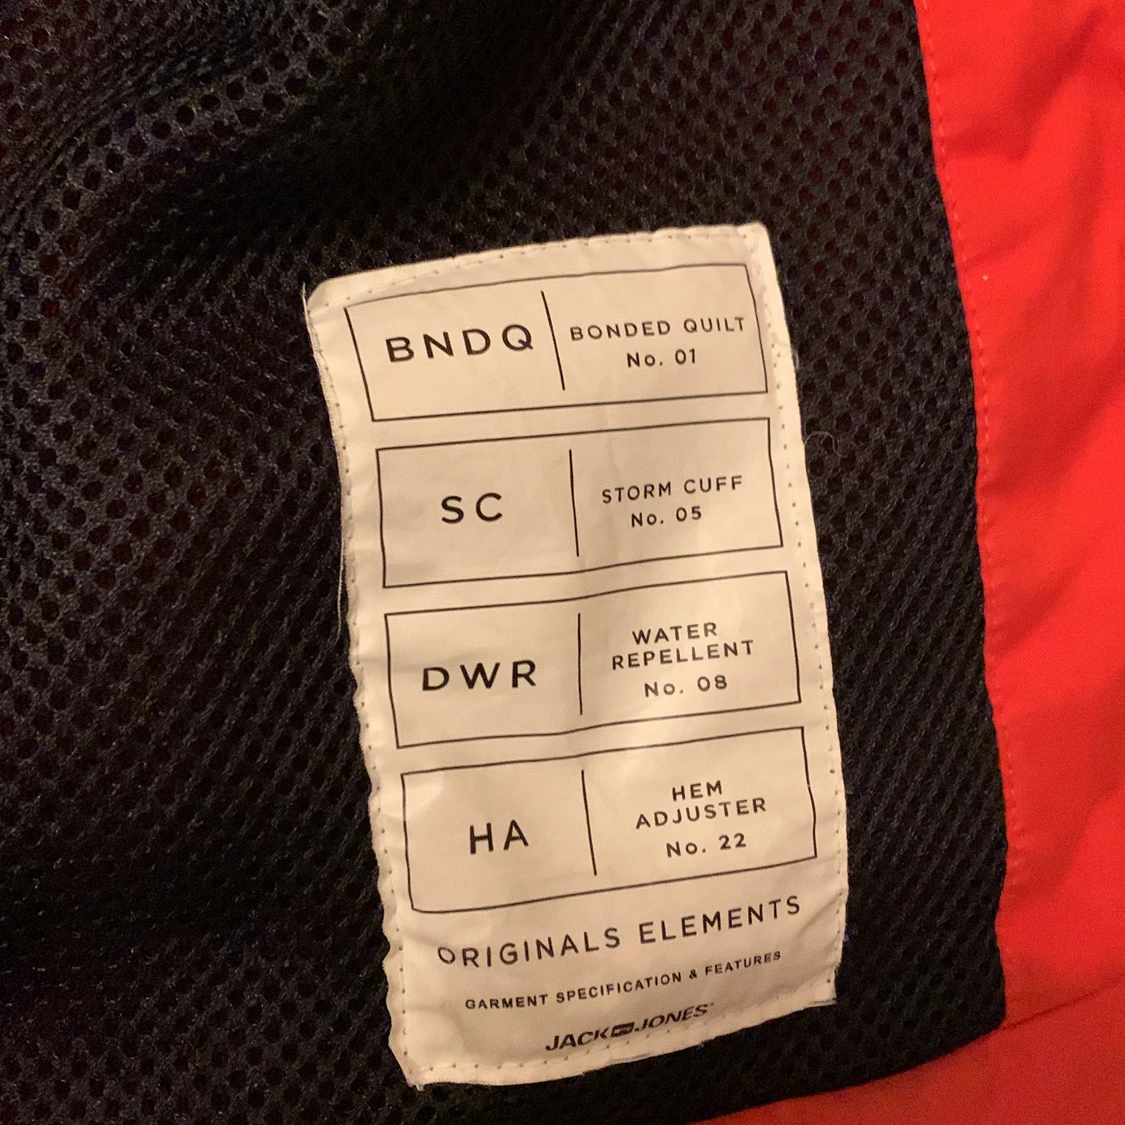 BNDQ
BONDED QUILT
No. 01
SC
STORM CUFF
No. 05
DWR
WATER
REPELLENT
No. 08
HA
HEM
ADJUSTER
No. 22
ORIGINALS ELEMENTS
GARMENT SPECIFICATION & FEATURES
JACK JONES